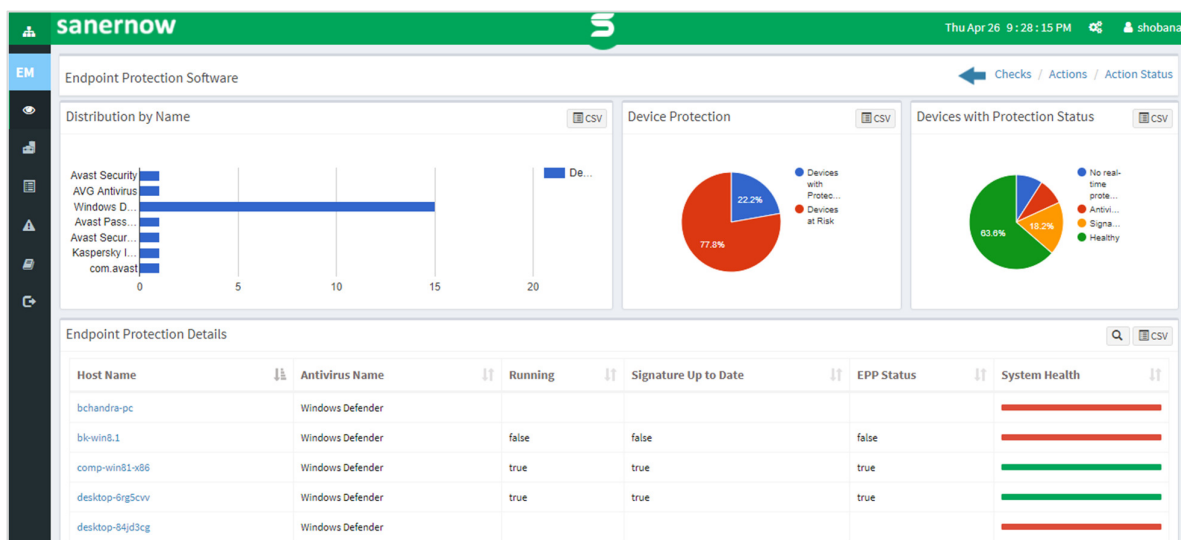 sanernow
Thu Apr 26 9:28:15 PM shobana
EM
Endpoint Protection Software
Checks / Actions / Action Status
Distribution by Name
CSV
Avast Security
AVG Antivirus
Windows D...
Avast Pass...
Avast Secur...
Kaspersky I...
com.avast
0 5 10 15 20
De...
Device Protection
CSV
22.2%
77.8%
Devices
with
Protec...
Devices
at Risk
Devices with Protection Status
CSV
63.6%
18.2%
No real-
time
prote...
Antivi...
Signa...
Healthy
Endpoint Protection Details
CSV
Host Name Antivirus Name Running Signature Up to Date EPP Status System Health
bchandra-pc Windows Defender
bk-win8.1 Windows Defender false false false
comp-win81-x86 Windows Defender true true true
desktop-6rg5cvv Windows Defender true true true
desktop-84jd3cg Windows Defender